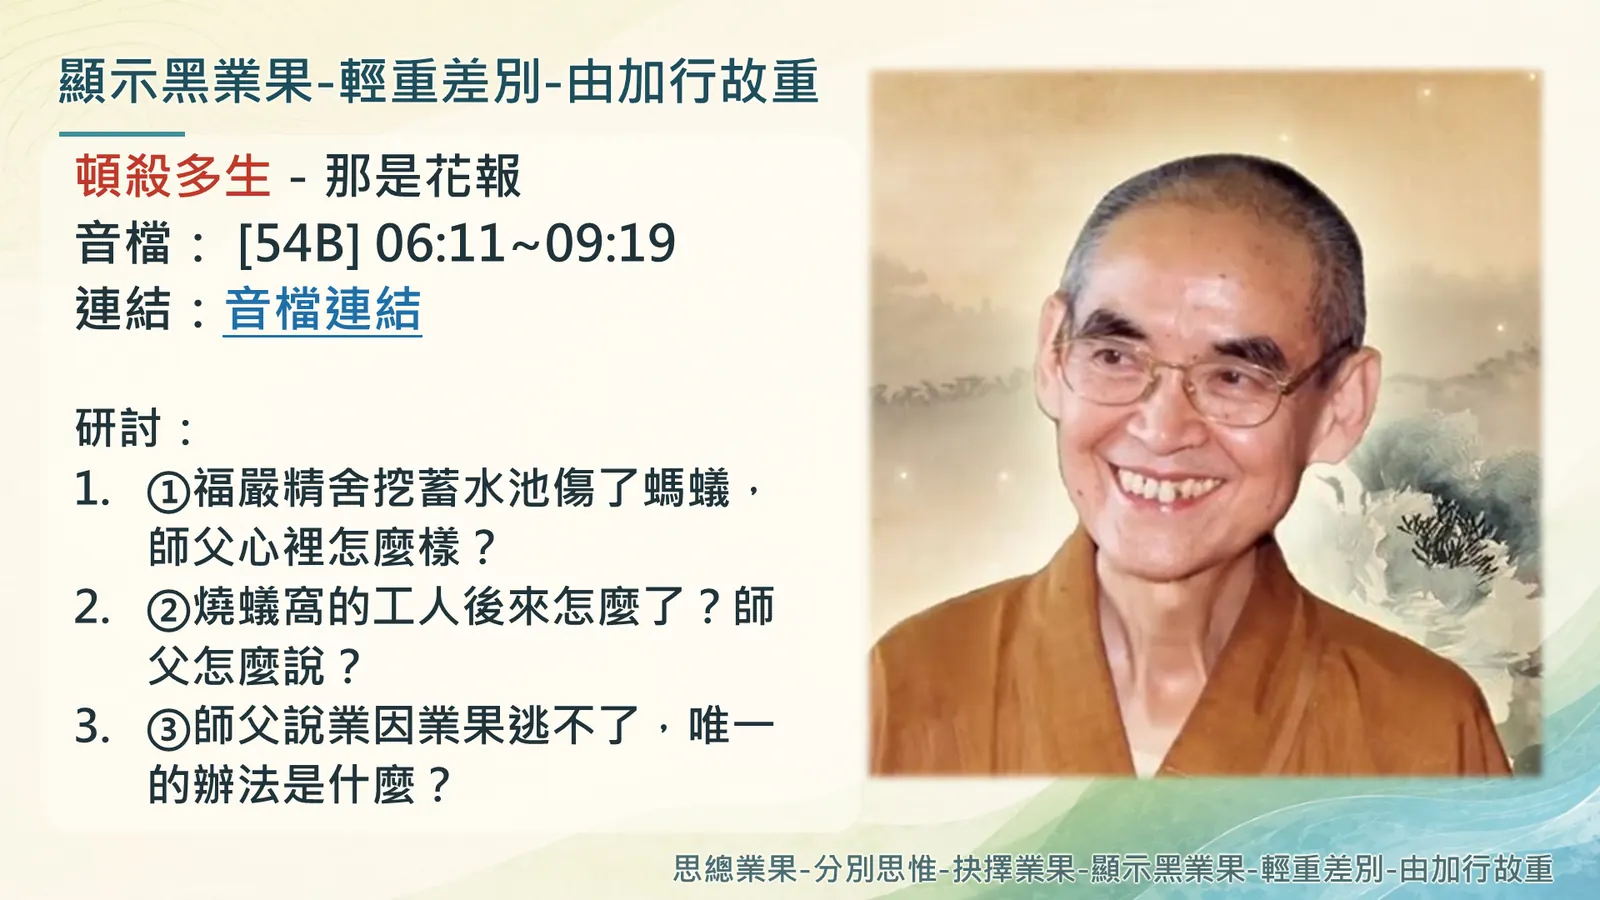 顯示黑業果-輕重差別-由加行故重
頓殺多生 - 那是花報
音檔： [54B] 06:11~09:19
連結：音檔連結
研討：
1. ①福嚴精舍挖蓄水池傷了螞蟻，
師父心裡怎麼樣？
2. ②燒蟻窩的工人後來怎麼了？師
父怎麼說？
3. ③師父說業因業果逃不了，唯一
的辦法是什麼？
思總業果-分別思惟-抉擇業果-顯示黑業果-輕重差別-由加行故重